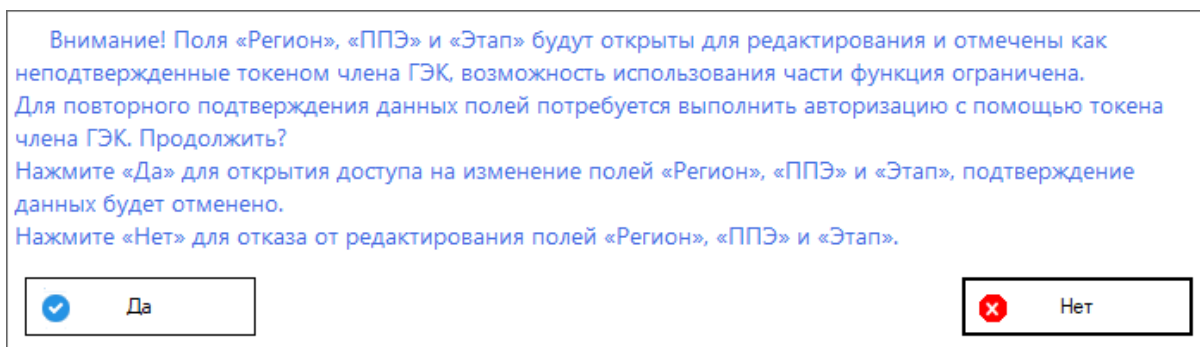 Внимание! Поля «Регион», «ППЭ» и «Этап» будут открыты для редактирования и отмечены как
неподтвержденные токеном члена ГЭК, возможность использования части функция ограничена.
Для повторного подтверждения данных полей потребуется выполнить авторизацию с помощью токена
члена ГЭК. Продолжить?
Нажмите «Да» для открытия доступа на изменение полей «Регион», «ППЭ» и «Этап», подтверждение
данных будет отменено.
Нажмите «Нет» для отказа от редактирования полей «Регион», «ППЭ» и «Этап».
Да
Нет